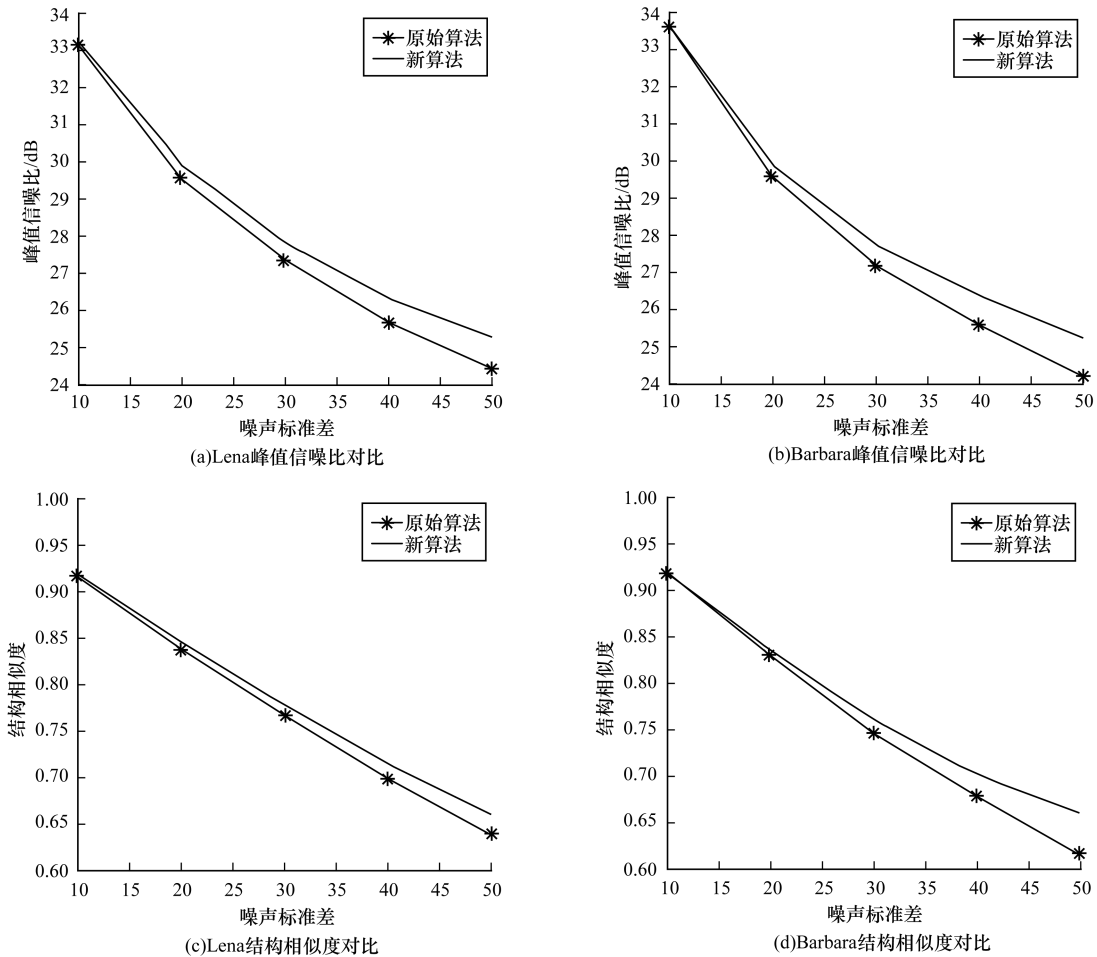 34
33
32
31
30
29
28
27
26
25
24
峰值信噪比/dB
原始算法
新算法
10 15 20 25 30 35 40 45 50
噪声标准差
(a)Lena峰值信噪比对比
34
33
32
31
30
29
28
27
26
25
24
峰值信噪比/dB
原始算法
新算法
10 15 20 25 30 35 40 45 50
噪声标准差
(b)Barbara峰值信噪比对比
1.00
0.95
0.90
0.85
0.80
0.75
0.70
0.65
0.60
结构相似度
原始算法
新算法
10 15 20 25 30 35 40 45 50
噪声标准差
(c)Lena结构相似度对比
1.00
0.95
0.90
0.85
0.80
0.75
0.70
0.65
0.60
结构相似度
原始算法
新算法
10 15 20 25 30 35 40 45 50
噪声标准差
(d)Barbara结构相似度对比